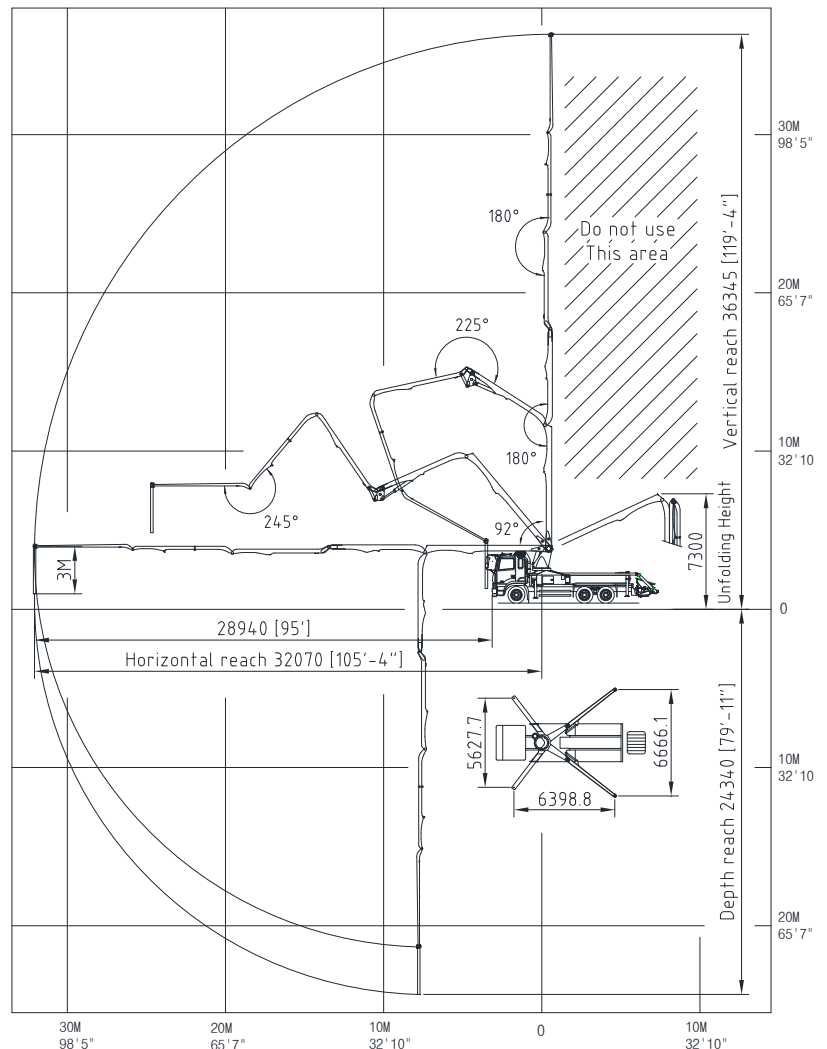 30M
98'5"
180°
Do not use
This area
Vertical reach 36345 [119'-4"]
20M
65'7"
225°
10M
32'10
180°
245°
92°
7300
Unfolding Height
3M
0
28940 [95']
Horizontal reach 32070 [105'-4"]
5627.7
6666.1
6398.8
Depth reach 24340 [79'-11"]
10M
32'10
20M
65'7"
30M
98'5"
20M
65'7"
10M
32'10"
0
10M
32'10"